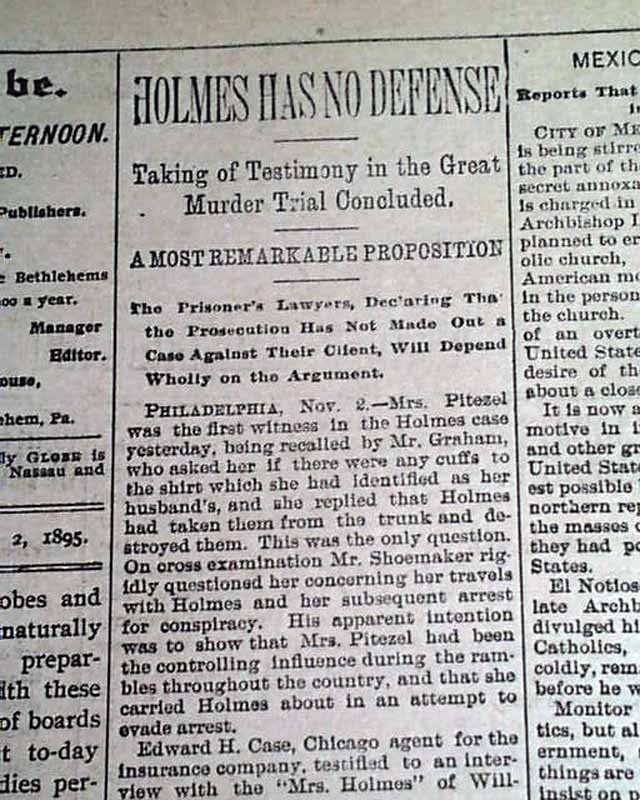 be.
ERNOON.
ED.
Publishers.
Bethlehems
00 a year.
Manager
Editor.
ouse,
ehem, Pa.
ly GLOBE is
Nassau and
2, 1895.
obes and
naturally
prepar-
ith these
of boards
t to-day
dies per-
HOLMES HAS NO DEFENSE
Taking of Testimony in the Great
Murder Trial Concluded.
A MOST REMARKABLE PROPOSITION
The Prisoner's Lawyers, Declaring Tha
the Prosecution Has Not Made Out a
Case Against Their Client, Will Depend
Wholly on the Argument.
PHILADELPHIA, Nov. 2.—Mrs. Pitezel
was the first witness in the Holmes case
yesterday, being recalled by Mr. Graham,
who asked her if there were any cuffs to
the shirt which she had identified as her
husband's, and she replied that Holmes
had taken them from the trunk and de-
stroyed them. This was the only question.
On cross examination Mr. Shoemaker rig-
idly questioned her concerning her travels
with Holmes and her subsequent arrest
for conspiracy. His apparent intention
was to show that Mrs. Pitezel had been
the controlling influence during the ram-
bles throughout the country, and that she
carried Holmes about in an attempt to
evade arrest.
Edward H. Case, Chicago agent for the
insurance company, testified to an inter-
view with the "Mrs. Holmes" of Will-
MEXIC
Reports That
CITY OF ME
is being stirre
the part of th
secret annexa
is charged in
Archbishop I
planned to er
olic church,
American mo
in the person
the church.
of an overt
United State
desire of the
about a close
It is now a
motive in i
and other gr
United Stat
est possible
northern rep
the masses o
they had po
States.
El Notios
late Archb
divulged hi
Catholics,
coldly, rem
before he w
Monitor
tics, but al
ernment,
things are
insist on n